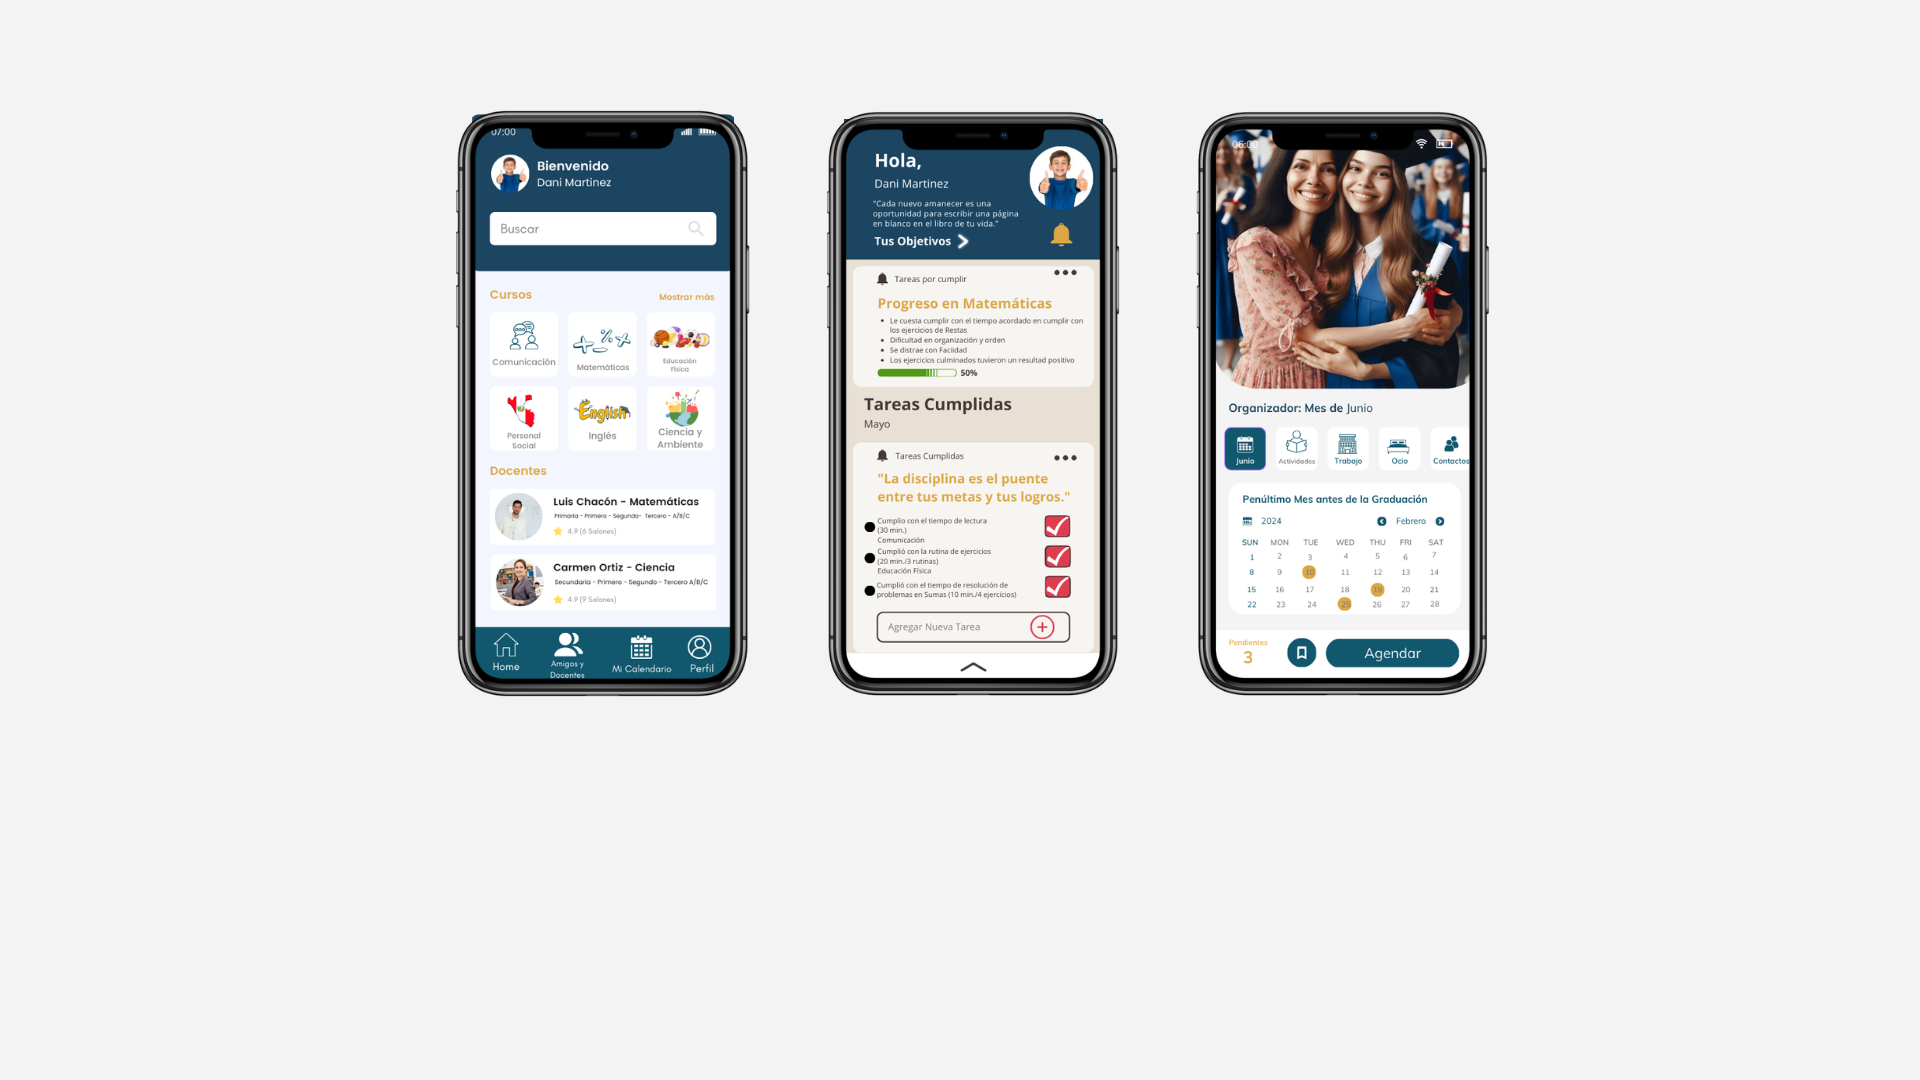 07:00
Bienvenido
Dani Martinez
Buscar
Cursos
Mostrar más
Comunicación
Matemáticas
Educación
Física
Personal
Social
English
Inglés
Ciencia y
Ambiente
Docentes
Luis Chacón - Matemáticas
Primaria - Primero - Segundo- Tercero - A/B/C
4.9 (6 Salones)
Carmen Ortiz - Ciencia
Secundaria - Primero - Segundo - Tercero A/B/C
4.9 (9 Salones)
Home
Amigos y
Docentes
Mi Calendario
Perfil
Hola,
Dani Martinez
"Cada nuevo amanecer es una
oportunidad para escribir una página
en blanco en el libro de tu vida."
Tus Objetivos
Tareas por cumplir
Progreso en Matemáticas
Le cuesta cumplir con el tiempo acordado en cumplir con
los ejercicios de Restas
Dificultad en organización y orden
Se distrae con Faciidad
Los ejercicios culminados tuvieron un resultad positivo
50%
Tareas Cumplidas
Mayo
Tareas Cumplidas
"La disciplina es el puente
entre tus metas y tus logros."
Cumplio con el tiempo de lectura
(30 min.)
Comunicación
Cumplió con la rutina de ejercicios
(20 min./3 rutinas)
Educación Física
Cumplió con el tiempo de resolución de
problemas en Sumas (10 min./4 ejercicios)
Agregar Nueva Tarea
06:00
Organizador: Mes de Junio
Junio
Actividades
Trabajo
Ocio
Contactos
Penúltimo Mes antes de la Graduación
2024
Febrero
SUN MON TUE WED THU FRI SAT
1 2 3 4 5 6 7
8 9 10 11 12 13 14
15 16 17 18 19 20 21
22 23 24 25 26 27 28
Pendientes
3
Agendar